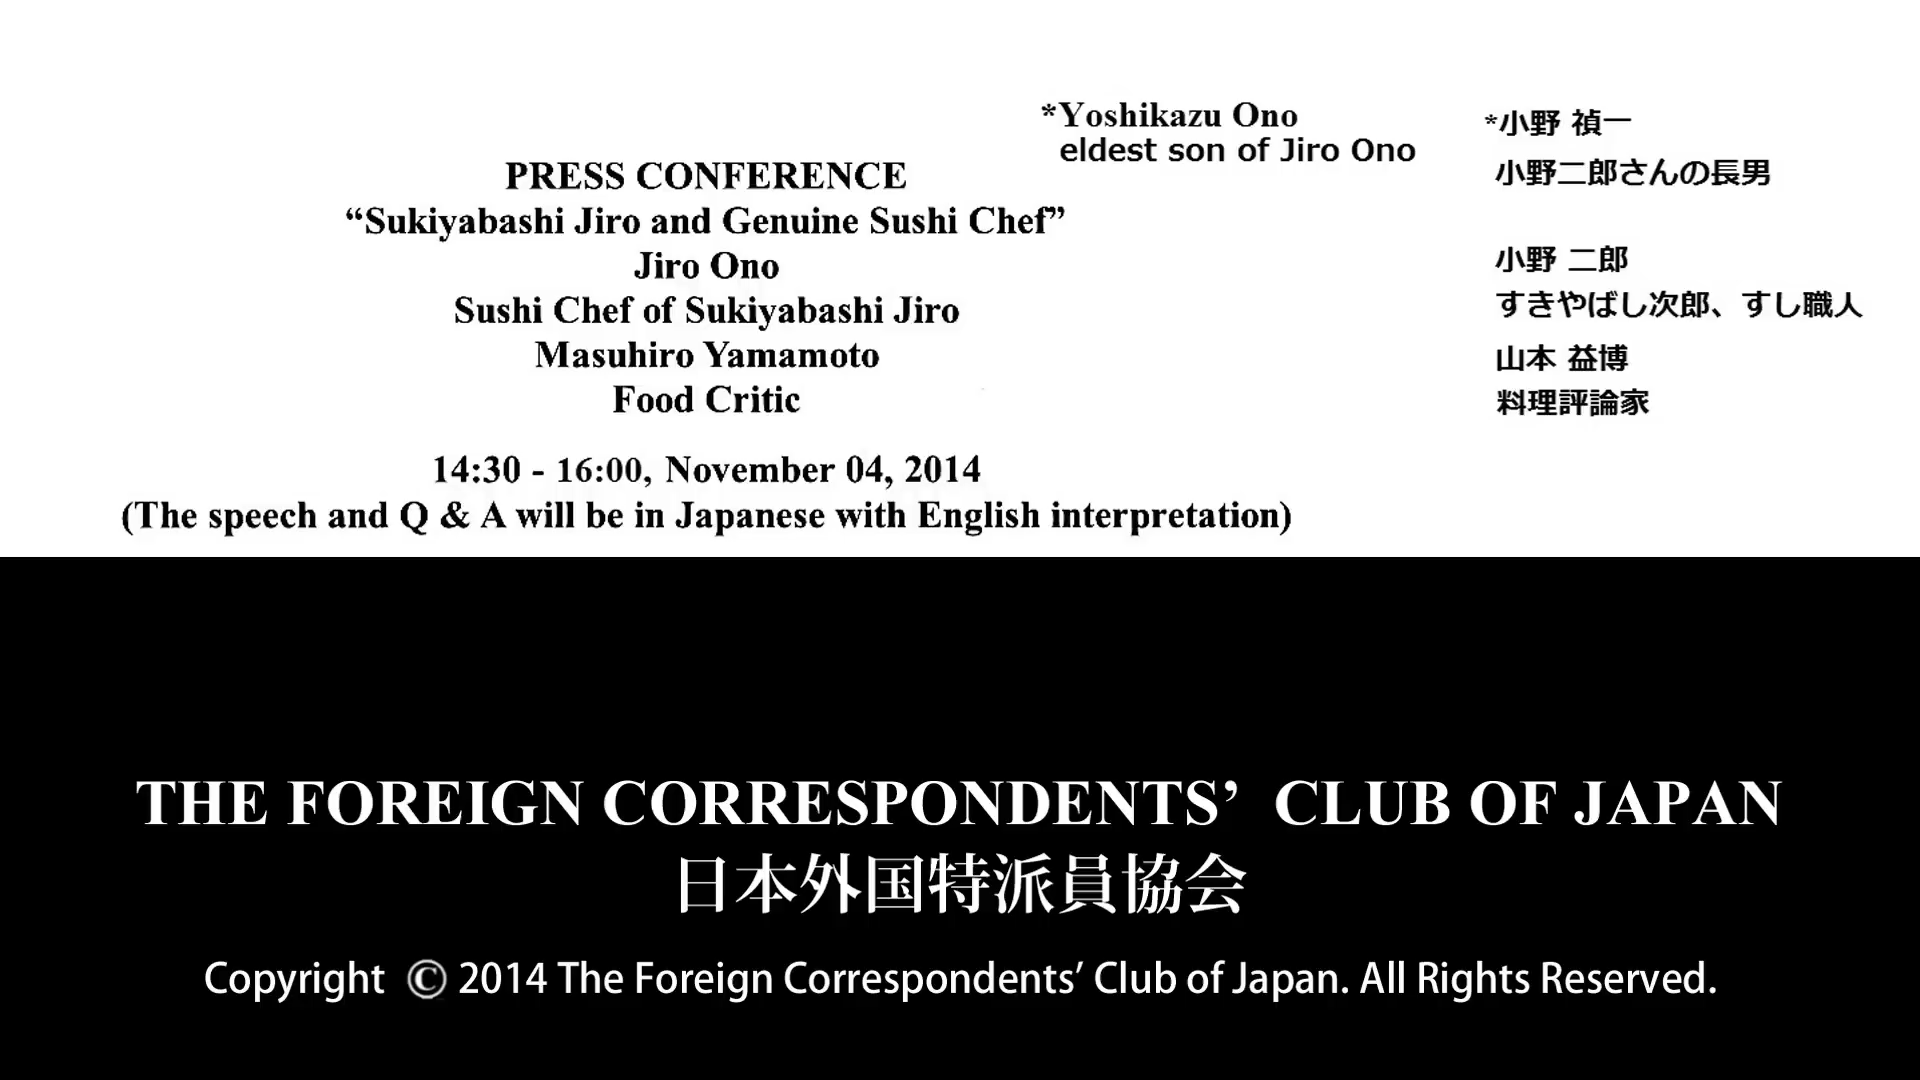 *Yoshikazu Ono
eldest son of Jiro Ono
PRESS CONFERENCE
“Sukiyabashi Jiro and Genuine Sushi Chef”
Jiro Ono
Sushi Chef of Sukiyabashi Jiro
Masuhiro Yamamoto
Food Critic
14:30 - 16:00, November 04, 2014
(The speech and Q & A will be in Japanese with English interpretation)
*小野 禎一
小野二郎さんの長男
小野 二郎
すきやばし次郎、すし職人
山本 益博
料理評論家
THE FOREIGN CORRESPONDENTS’ CLUB OF JAPAN
日本外国特派員協会
Copyright © 2014 The Foreign Correspondents’ Club of Japan. All Rights Reserved.